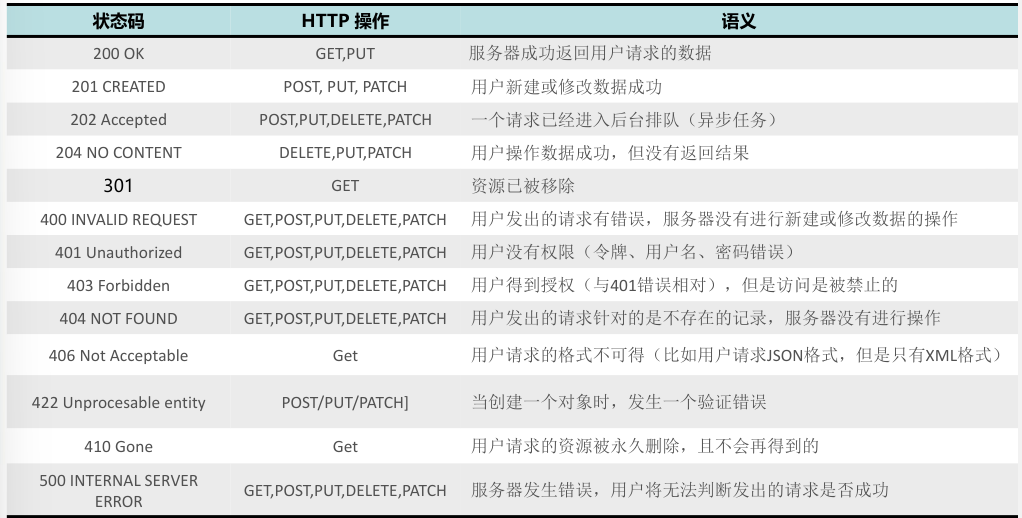 状态码 HTTP 操作 语义
200 OK GET,PUT 服务器成功返回用户请求的数据
201 CREATED POST, PUT, PATCH 用户新建或修改数据成功
202 Accepted POST,PUT,DELETE,PATCH 一个请求已经进入后台排队（异步任务）
204 NO CONTENT DELETE,PUT,PATCH 用户操作数据成功，但没有返回结果
301 GET 资源已被移除
400 INVALID REQUEST GET,POST,PUT,DELETE,PATCH 用户发出的请求有错误，服务器没有进行新建或修改数据的操作
401 Unauthorized GET,POST,PUT,DELETE,PATCH 用户没有权限（令牌、用户名、密码错误）
403 Forbidden GET,POST,PUT,DELETE,PATCH 用户得到授权（与401错误相对），但是访问是被禁止的
404 NOT FOUND GET,POST,PUT,DELETE,PATCH 用户发出的请求针对的是不存在的记录，服务器没有进行操作
406 Not Acceptable Get 用户请求的格式不可得（比如用户请求JSON格式，但是只有XML格式）
422 Unprocesable entity POST/PUT/PATCH] 当创建一个对象时，发生一个验证错误
410 Gone Get 用户请求的资源被永久删除，且不会再得到的
500 INTERNAL SERVER
ERROR GET,POST,PUT,DELETE,PATCH 服务器发生错误，用户将无法判断发出的请求是否成功